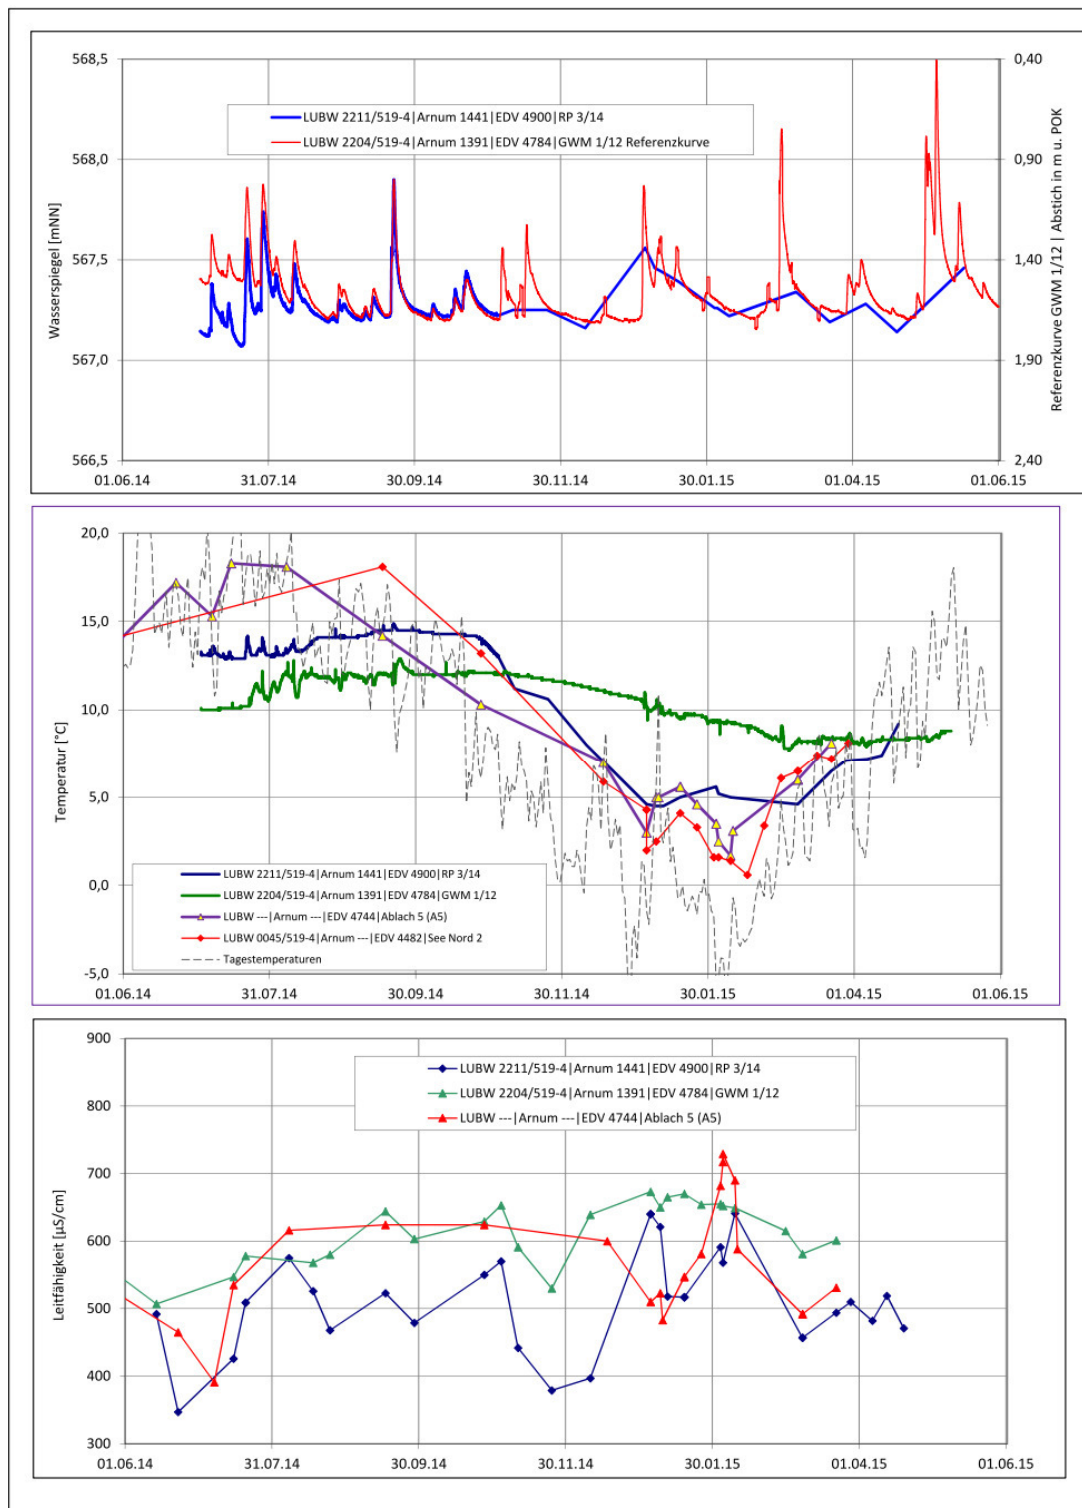 568,5
568,0
567,5
567,0
566,5
Wasserspiegel [mNN]
0,40
0,90
1,40
1,90
2,40
Referenzkurve GWM 1/12 | Abstich in m u. POK
LUBW 2211/519-4|Arnum 1441|EDV 4900|RP 3/14
LUBW 2204/519-4|Arnum 1391|EDV 4784|GWM 1/12 Referenzkurve
01.06.14 31.07.14 30.09.14 30.11.14 30.01.15 01.04.15 01.06.15
20,0
15,0
10,0
5,0
0,0
-5,0
Temperatur [°C]
LUBW 2211/519-4|Arnum 1441|EDV 4900|RP 3/14
LUBW 2204/519-4|Arnum 1391|EDV 4784|GWM 1/12
LUBW ---|Arnum ---|EDV 4744|Ablach 5 (A5)
LUBW 0045/519-4|Arnum ---|EDV 4482|See Nord 2
Tagestemperaturen
01.06.14 31.07.14 30.09.14 30.11.14 30.01.15 01.04.15 01.06.15
900
800
700
600
500
400
300
Leitfähigkeit [µS/cm]
LUBW 2211/519-4|Arnum 1441|EDV 4900|RP 3/14
LUBW 2204/519-4|Arnum 1391|EDV 4784|GWM 1/12
LUBW ---|Arnum ---|EDV 4744|Ablach 5 (A5)
01.06.14 31.07.14 30.09.14 30.11.14 30.01.15 01.04.15 01.06.15